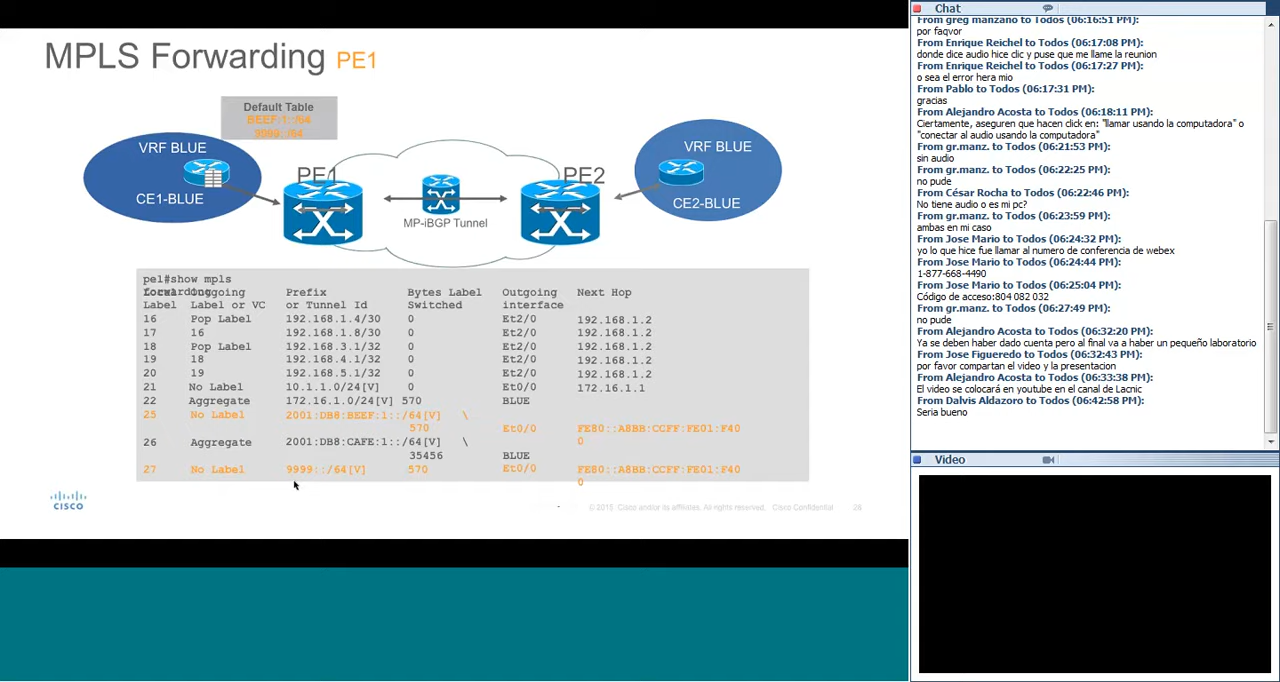 MPLS Forwarding PE1
Default Table
BEEF:1::/64
9999::/64
VRF BLUE
CE1-BLUE
PE1
MP-iBGP Tunnel
PE2
VRF BLUE
CE2-BLUE
pe1#show mpls
forwarding
Local Outgoing Prefix Bytes Label Outgoing Next Hop
Label Label or VC or Tunnel Id Switched interface
16 Pop Label 192.168.1.4/30 0 Et2/0 192.168.1.2
17 16 192.168.1.8/30 0 Et2/0 192.168.1.2
18 Pop Label 192.168.3.1/32 0 Et2/0 192.168.1.2
19 18 192.168.4.1/32 0 Et2/0 192.168.1.2
20 19 192.168.5.1/32 0 Et2/0 192.168.1.2
21 No Label 10.1.1.0/24[V] 0 Et0/0 172.16.1.1
22 Aggregate 172.16.1.0/24[V] 570 BLUE
25 No Label 2001:DB8:BEEF:1::/64[V] \
570 Et0/0 FE80::A8BB:CCFF:FE01:F40
0
26 Aggregate 2001:DB8:CAFE:1::/64[V] \
35456 BLUE
27 No Label 9999::/64[V] 570 Et0/0 FE80::A8BB:CCFF:FE01:F40
0
CISCO
© 2015 Cisco and/or its affiliates. All rights reserved. Cisco Confidential 28
Chat
From greg manzano to Todos (06:16:51 PM):
por faqvor
From Enrique Reichel to Todos (06:17:08 PM):
donde dice audio hice clic y puse que me llame la reunion
From Enrique Reichel to Todos (06:17:27 PM):
o sea el error hera mio
From Pablo to Todos (06:17:31 PM):
gracias
From Alejandro Acosta to Todos (06:18:11 PM):
Ciertamente, aseguren que hacen click en: "llamar usando la computadora" o
"conectar al audio usando la computadora"
From gr.manz. to Todos (06:21:53 PM):
sin audio
From gr.manz. to Todos (06:22:25 PM):
no pude
From César Rocha to Todos (06:22:46 PM):
No tiene audio o es mi pc?
From gr.manz. to Todos (06:23:59 PM):
ambas en mi caso
From Jose Mario to Todos (06:24:32 PM):
yo lo que hice fue llamar al numero de conferencia de webex
From Jose Mario to Todos (06:24:44 PM):
1-877-668-4490
From Jose Mario to Todos (06:25:04 PM):
Código de acceso:804 082 032
From gr.manz. to Todos (06:27:49 PM):
no pude
From Alejandro Acosta to Todos (06:32:20 PM):
Ya se deben haber dado cuenta pero al final va a haber un pequeño laboratorio
From Jose Figueredo to Todos (06:32:43 PM):
por favor compartan el video y la presentacion
From Alejandro Acosta to Todos (06:33:38 PM):
El video se colocará en youtube en el canal de Lacnic
From Dalvis Aldazoro to Todos (06:42:58 PM):
Seria bueno
Video